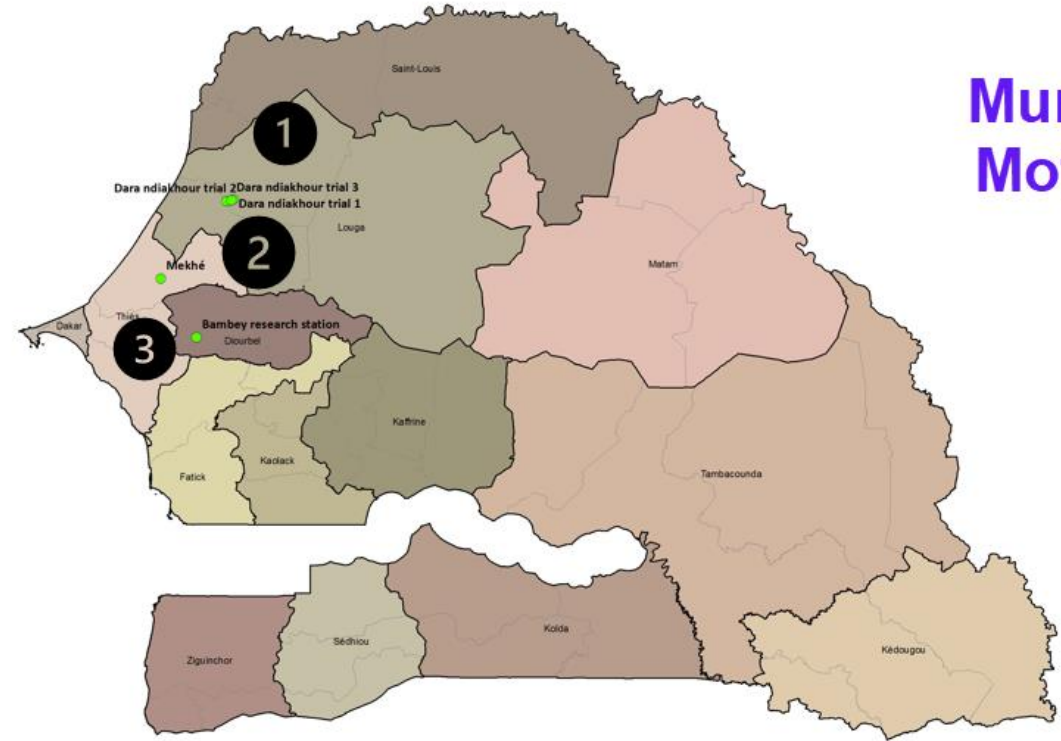 Saint-Louis
Mu
Mo
1
Dara ndiakhour trial 2
Dara ndiakhour trial 3
Dara ndiakhour trial 1
Louga
2
Mekhé
Matam
Thiès
Dakar
3
Bambey research station
Diourbel
Kaffrine
Kaolack
Fatick
Tambacounda
Sédhiou
Kolda
Ziguinchor
Kédougou